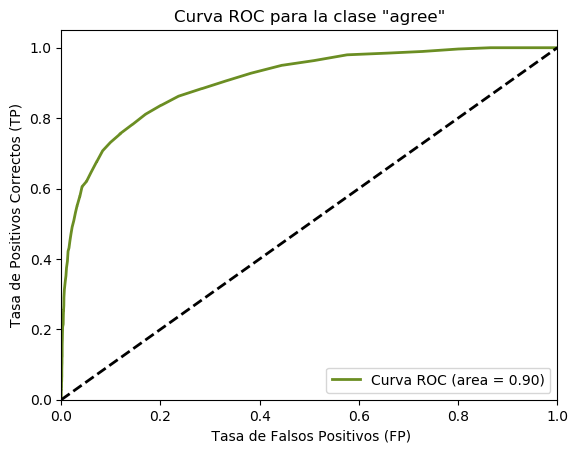 Curva ROC para la clase "agree"
Tasa de Positivos Correctos (TP)
1.0
0.8
0.6
0.4
0.2
0.0
0.0 0.2 0.4 0.6 0.8 1.0
Curva ROC (area = 0.90)
Tasa de Falsos Positivos (FP)